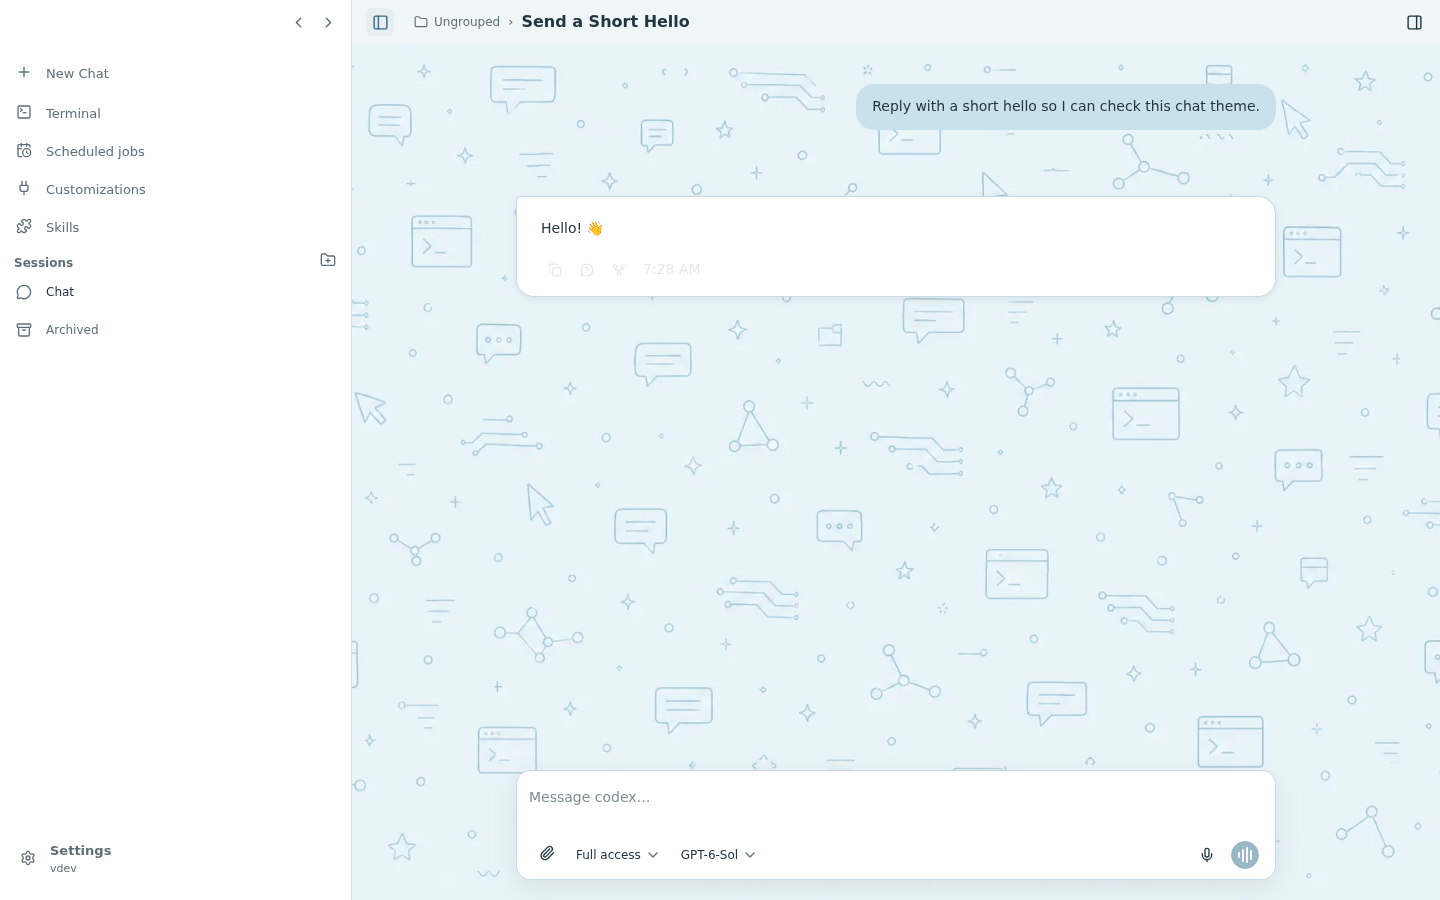 Ungrouped › Send a Short Hello
New Chat
Terminal
Scheduled jobs
Customizations
Skills
Sessions
Chat
Archived
Settings
vdev
Reply with a short hello so I can check this chat theme.
Hello! 👋
7:28 AM
Message codex...
Full access
GPT-6-Sol